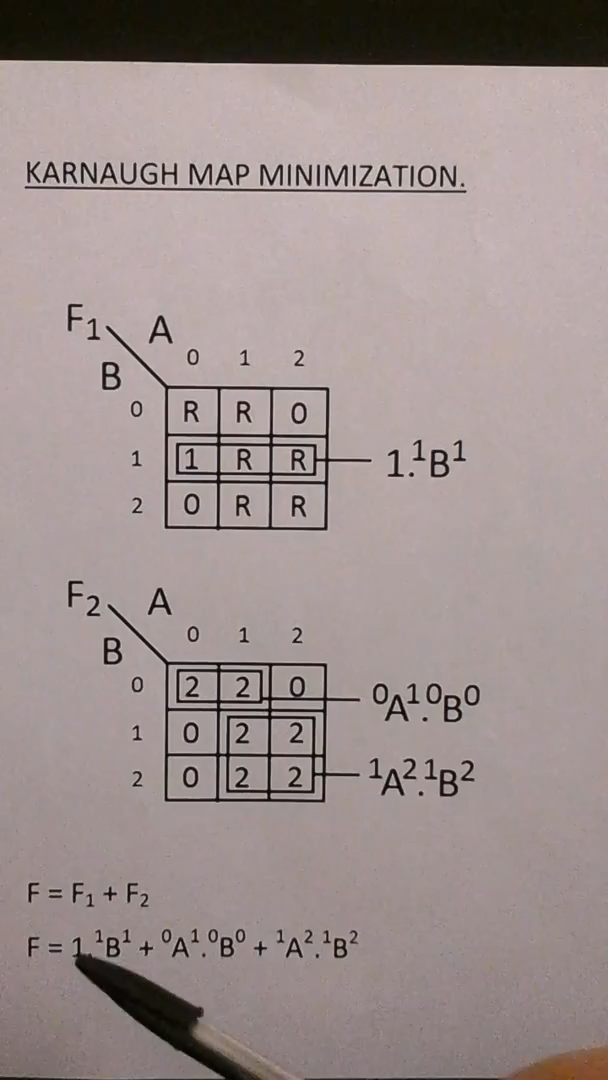 KARNAUGH MAP MINIMIZATION.
F₁ A
0 1 2
B
0 R R 0
1 1 R R 1.¹B¹
2 0 R R
F₂ A
0 1 2
B
0 2 2 0 ⁰A¹.⁰B⁰
1 0 2 2
2 0 2 2 ¹A².¹B²
F = F₁ + F₂
F = 1.¹B¹ + ⁰A¹.⁰B⁰ + ¹A².¹B²